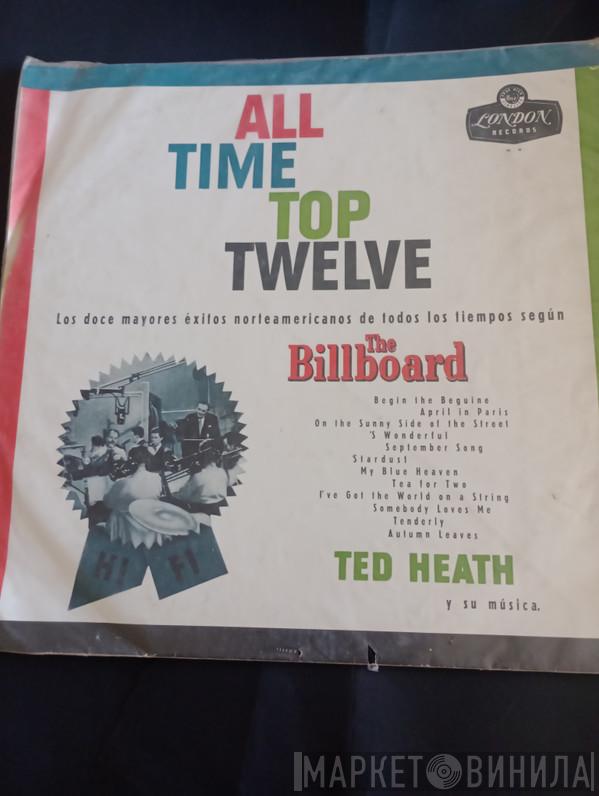 ALL
TIME
TOP
TWELVE
LONDON
RECORDS
Los doce mayores éxitos norteamericanos de todos los tiempos según
The
Billboard
Begin the Beguine
April in Paris
On the Sunny Side of the Street
'S Wonderful
September Song
Stardust
My Blue Heaven
Tea for Two
I've Got the World on a String
Somebody Loves Me
Tenderly
Autumn Leaves
HI FI
TED HEATH
y su música.
МАРКЕТ ВИНИЛА